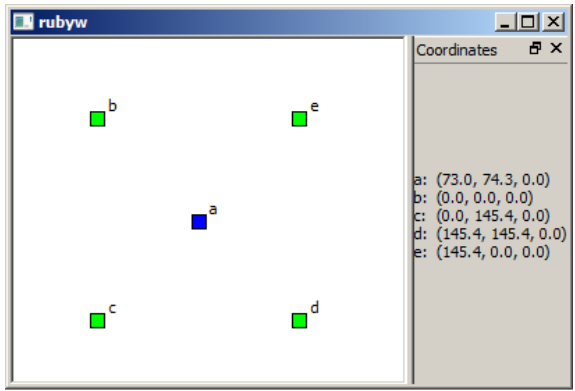 rubyw
Coordinates
b
e
a
c
d
a: (73.0, 74.3, 0.0)
b: (0.0, 0.0, 0.0)
c: (0.0, 145.4, 0.0)
d: (145.4, 145.4, 0.0)
e: (145.4, 0.0, 0.0)